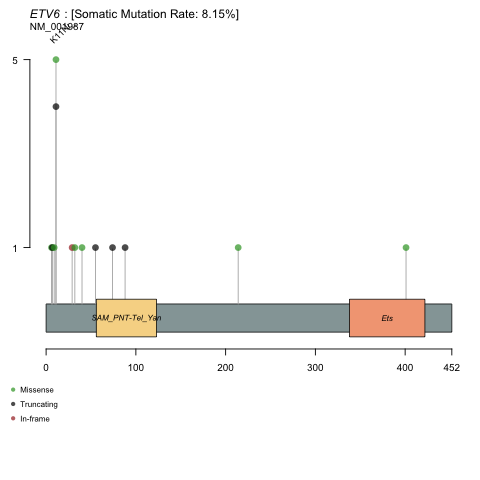 ETV6 : [Somatic Mutation Rate: 8.15%]
NM_001987
5
1
SAM_PNT-Tel_Yan
Ets
0 100 200 300 400 452
Missense
Truncating
In-frame